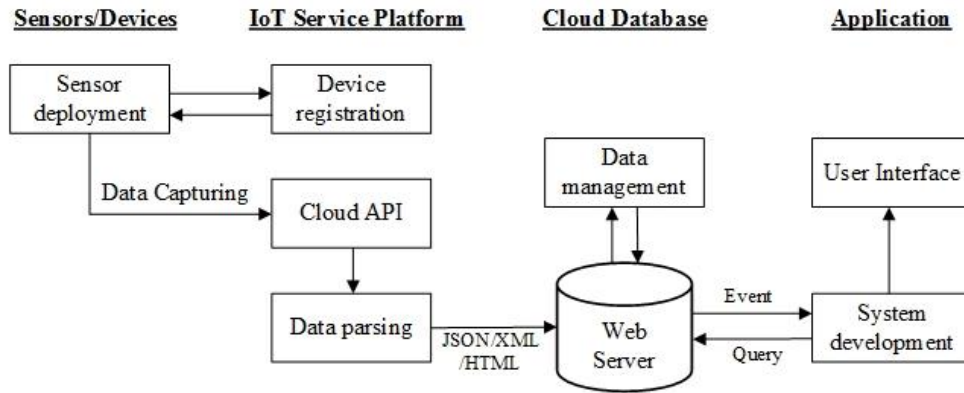 Sensors/Devices
IoT Service Platform
Cloud Database
Application
Sensor
deployment
Device
registration
Data
management
User Interface
Data Capturing
Cloud API
Data parsing
JSON/XML
/HTML
Web
Server
Event
Query
System
development